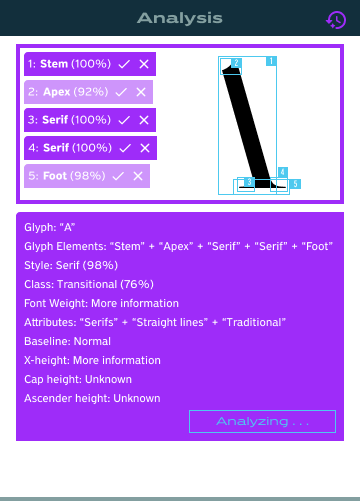 Analysis
1: Stem (100%)
2: Apex (92%)
3: Serif (100%)
4: Serif (100%)
5: Foot (98%)
2
1
4
3
5
Glyph: "A"
Glyph Elements: "Stem" + "Apex" + "Serif" + "Serif" + "Foot"
Style: Serif (98%)
Class: Transitional (76%)
Font Weight: More information
Attributes: "Serifs" + "Straight lines" + "Traditional"
Baseline: Normal
X-height: More information
Cap height: Unknown
Ascender height: Unknown
Analyzing . . .